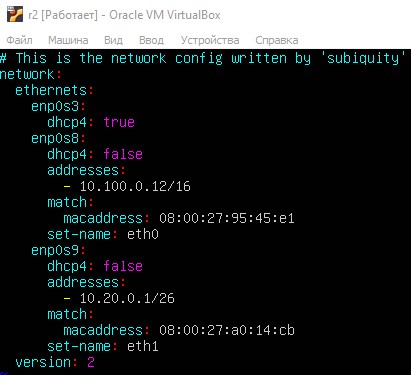 r2 [Работает] - Oracle VM VirtualBox
Файл Машина Вид Ввод Устройства Справка
# This is the network config written by 'subiquity'
network:
  ethernets:
    enp0s3:
      dhcp4: true
    enp0s8:
      dhcp4: false
      addresses:
        - 10.100.0.12/16
      match:
        macaddress: 08:00:27:95:45:e1
      set-name: eth0
    enp0s9:
      dhcp4: false
      addresses:
        - 10.20.0.1/26
      match:
        macaddress: 08:00:27:a0:14:cb
      set-name: eth1
  version: 2